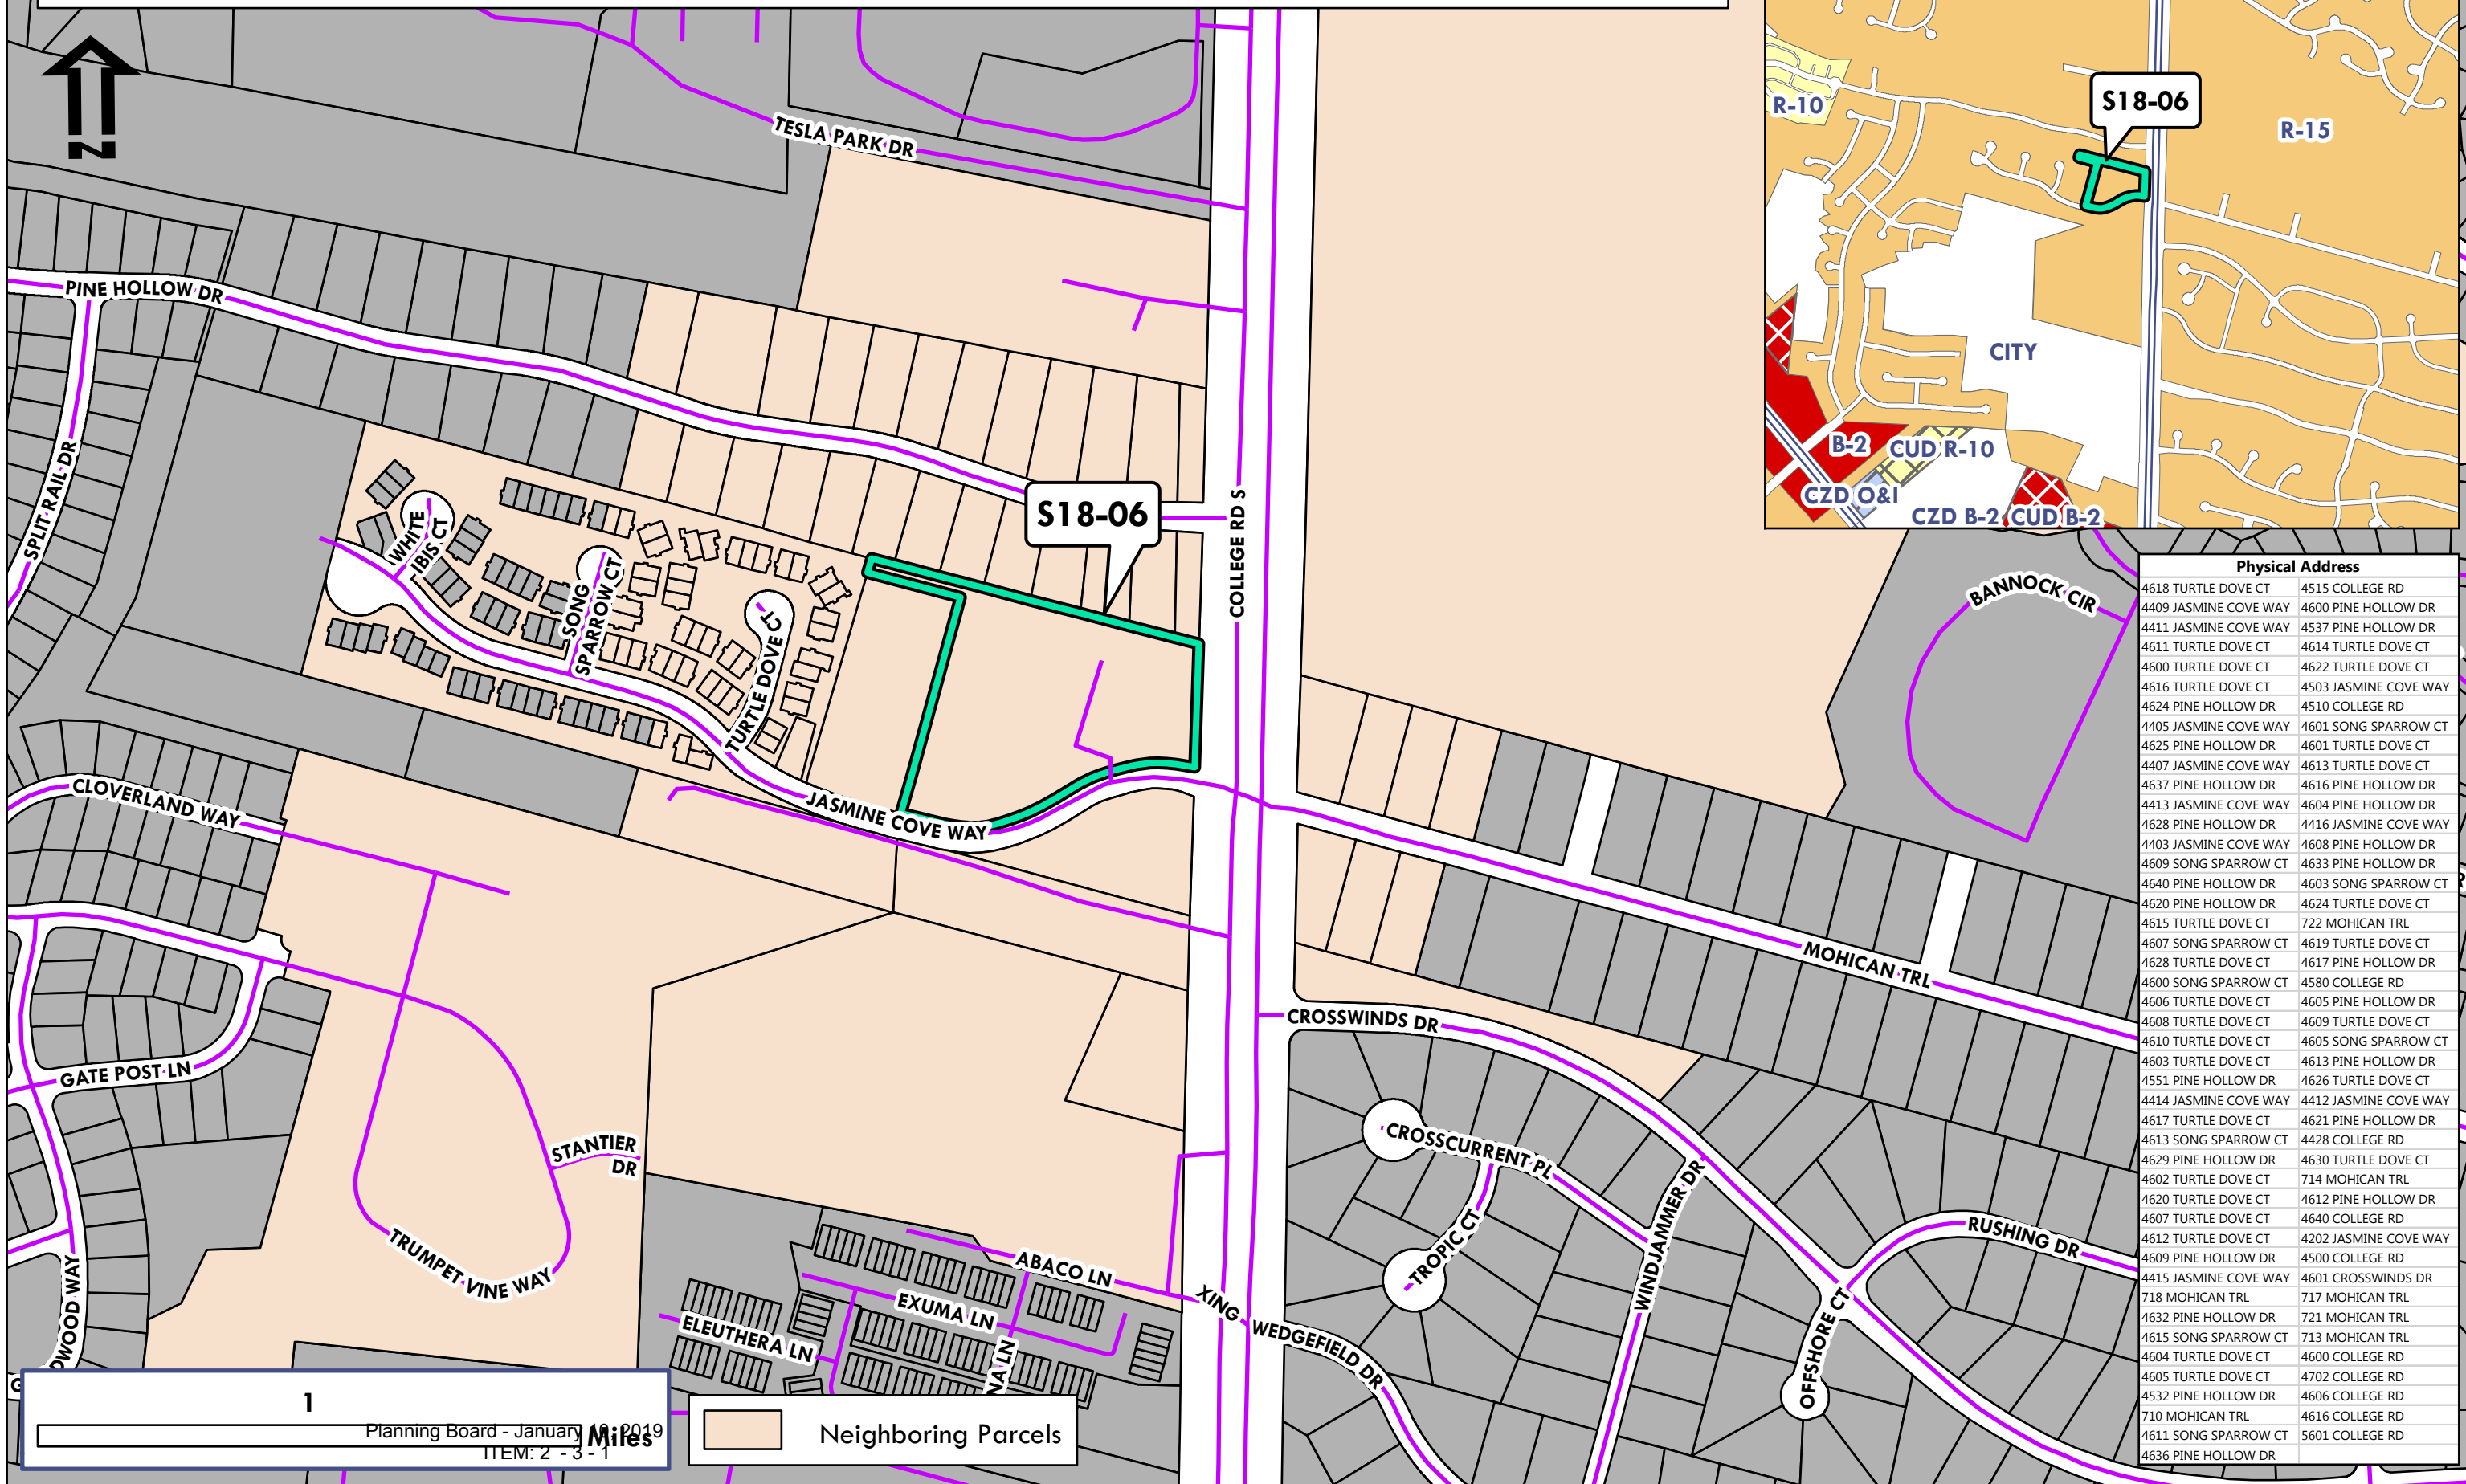 N
TESLA PARK DR
PINE HOLLOW DR
SPLIT RAIL DR
WHITE
IBIS CT
SONG
SPARROW CT
TURTLE DOVE CT
S18-06
COLLEGE RD S
JASMINE COVE WAY
CLOVERLAND WAY
GATE POST LN
STANTIER
DR
TRUMPET VINE WAY
DWOOD WAY
G
ABACO LN
EXUMA LN
ELEUTHERA LN
NA LN
XING
WEDGEFIELD DR
CROSSWINDS DR
CROSSCURRENT PL
TROPIC CT
WINDJAMMER DR
OFFSHORE CT
RUSHING DR
MOHICAN TRL
BANNOCK CIR
R-10
S18-06
R-15
CITY
B-2
CUD R-10
CZD O&I
CZD B-2
CUD B-2
Physical Address
4618 TURTLE DOVE CT 4515 COLLEGE RD
4409 JASMINE COVE WAY 4600 PINE HOLLOW DR
4411 JASMINE COVE WAY 4537 PINE HOLLOW DR
4611 TURTLE DOVE CT 4614 TURTLE DOVE CT
4600 TURTLE DOVE CT 4622 TURTLE DOVE CT
4616 TURTLE DOVE CT 4503 JASMINE COVE WAY
4624 PINE HOLLOW DR 4510 COLLEGE RD
4405 JASMINE COVE WAY 4601 SONG SPARROW CT
4625 PINE HOLLOW DR 4601 TURTLE DOVE CT
4407 JASMINE COVE WAY 4613 TURTLE DOVE CT
4637 PINE HOLLOW DR 4616 PINE HOLLOW DR
4413 JASMINE COVE WAY 4604 PINE HOLLOW DR
4628 PINE HOLLOW DR 4416 JASMINE COVE WAY
4403 JASMINE COVE WAY 4608 PINE HOLLOW DR
4609 SONG SPARROW CT 4633 PINE HOLLOW DR
4640 PINE HOLLOW DR 4603 SONG SPARROW CT
4620 PINE HOLLOW DR 4624 TURTLE DOVE CT
4615 TURTLE DOVE CT 722 MOHICAN TRL
4607 SONG SPARROW CT 4619 TURTLE DOVE CT
4628 TURTLE DOVE CT 4617 PINE HOLLOW DR
4600 SONG SPARROW CT 4580 COLLEGE RD
4606 TURTLE DOVE CT 4605 PINE HOLLOW DR
4608 TURTLE DOVE CT 4609 TURTLE DOVE CT
4610 TURTLE DOVE CT 4605 SONG SPARROW CT
4603 TURTLE DOVE CT 4613 PINE HOLLOW DR
4551 PINE HOLLOW DR 4626 TURTLE DOVE CT
4414 JASMINE COVE WAY 4412 JASMINE COVE WAY
4617 TURTLE DOVE CT 4621 PINE HOLLOW DR
4613 SONG SPARROW CT 4428 COLLEGE RD
4629 PINE HOLLOW DR 4630 TURTLE DOVE CT
4602 TURTLE DOVE CT 714 MOHICAN TRL
4620 TURTLE DOVE CT 4612 PINE HOLLOW DR
4607 TURTLE DOVE CT 4640 COLLEGE RD
4612 TURTLE DOVE CT 4202 JASMINE COVE WAY
4609 PINE HOLLOW DR 4500 COLLEGE RD
4415 JASMINE COVE WAY 4601 CROSSWINDS DR
718 MOHICAN TRL 717 MOHICAN TRL
4632 PINE HOLLOW DR 721 MOHICAN TRL
4615 SONG SPARROW CT 713 MOHICAN TRL
4604 TURTLE DOVE CT 4600 COLLEGE RD
4605 TURTLE DOVE CT 4702 COLLEGE RD
4532 PINE HOLLOW DR 4606 COLLEGE RD
710 MOHICAN TRL 4616 COLLEGE RD
4611 SONG SPARROW CT 5601 COLLEGE RD
4636 PINE HOLLOW DR
1
Miles
Planning Board - January 2019
ITEM: 2 - 3 - 1
Neighboring Parcels